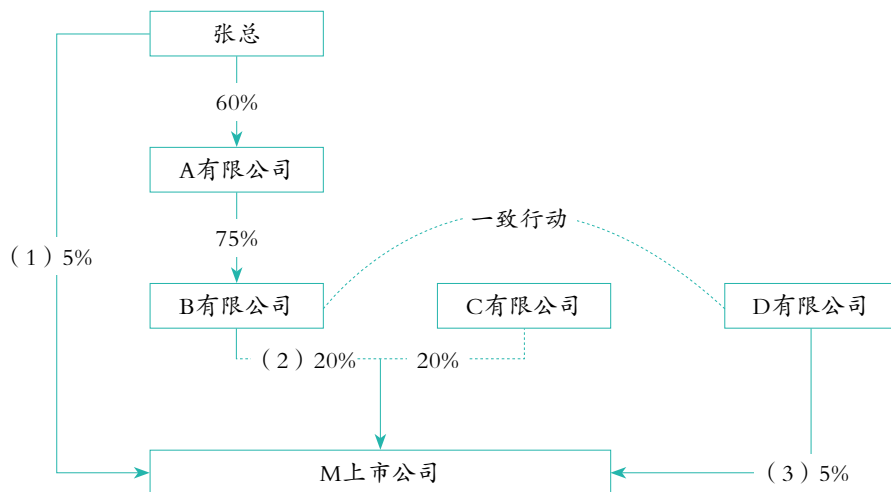 张总
60%
A有限公司
一致行动
75%
（1）5%
B有限公司
C有限公司
D有限公司
（2）20%
20%
M上市公司
（3）5%